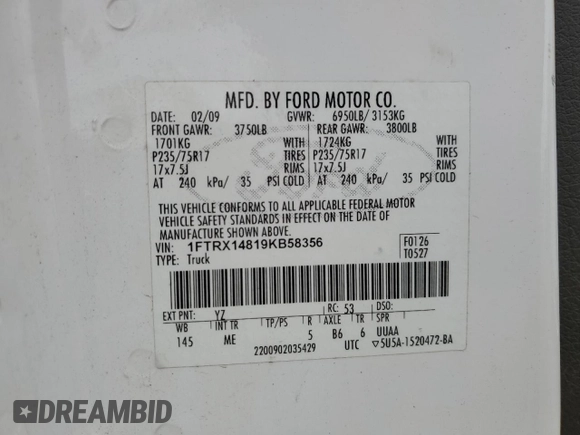 MFD. BY FORD MOTOR CO.
DATE: 02/09 GVWR: 6950LB/ 3153KG
FRONT GAWR: 3750LB REAR GAWR: 3800LB
1701KG WITH 1724KG WITH
P235/75R17 TIRES P235/75R17 TIRES
17x7.5J RIMS 17x7.5J RIMS
AT 240 kPa/ 35 PSI COLD AT 240 kPa/ 35 PSI COLD
THIS VEHICLE CONFORMS TO ALL APPLICABLE FEDERAL MOTOR
VEHICLE SAFETY STANDARDS IN EFFECT ON THE DATE OF
MANUFACTURE SHOWN ABOVE.
VIN: 1FTRX14819KB58356 F0126
TYPE: Truck T0527
EXT PNT: YZ RC: 53 DSO:
WB INT TR TP/PS R AXLE TR SPR
145 ME 5 B6 6 UUAA
2200902035429 UTC ▽5U5A-1520472-BA
DREAMBID